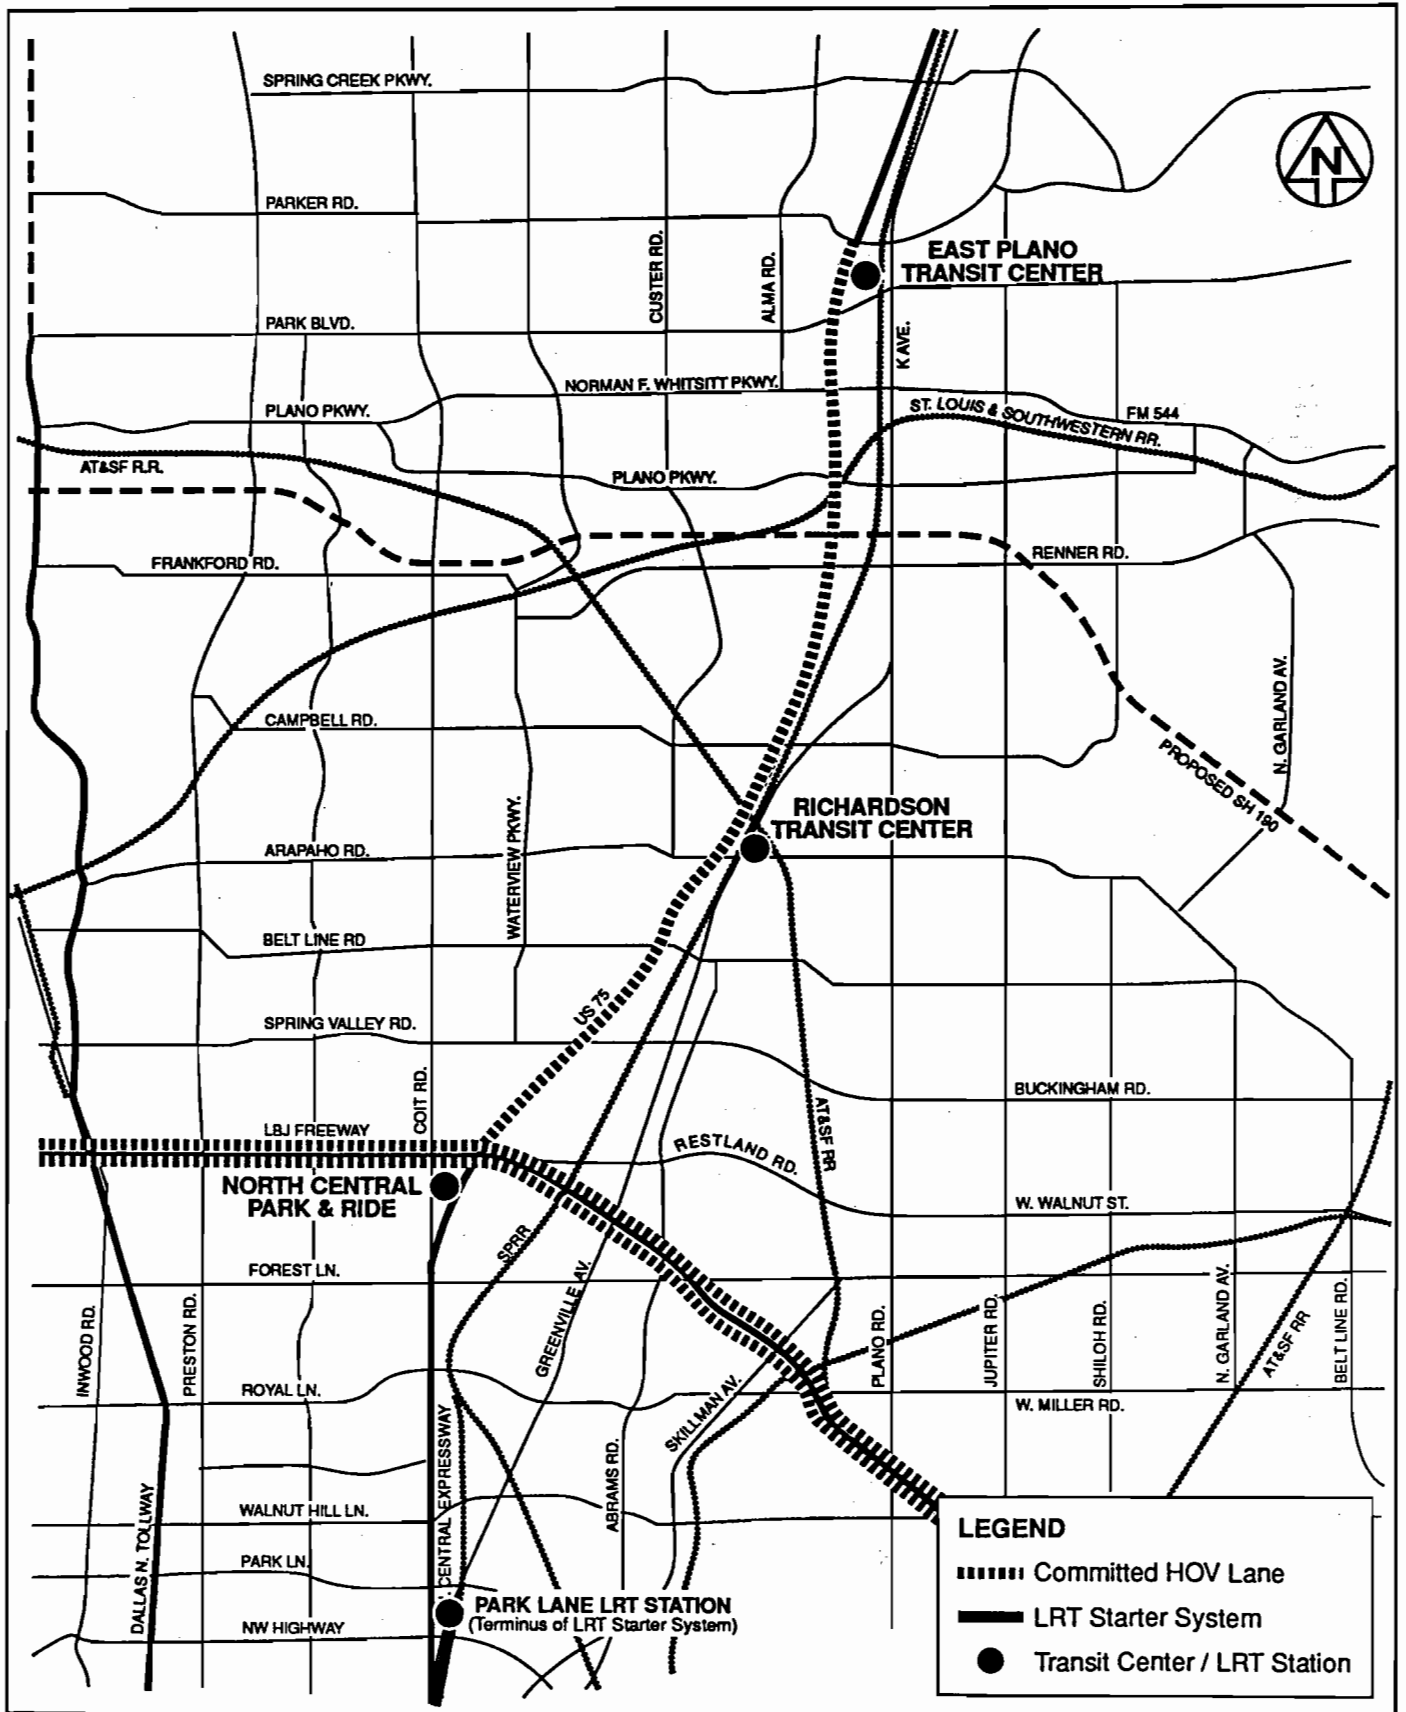 SPRING CREEK PKWY.
N
PARKER RD.
CUSTER RD.
ALMA RD.
EAST PLANO
TRANSIT CENTER
PARK BLVD.
K AVE.
NORMAN F. WHITSITT PKWY.
PLANO PKWY.
ST. LOUIS & SOUTHWESTERN RR.
FM 544
AT&SF R.R.
PLANO PKWY.
FRANKFORD RD.
RENNER RD.
CAMPBELL RD.
N. GARLAND AV.
PROPOSED SH 190
RICHARDSON
TRANSIT CENTER
ARAPAHO RD.
WATERVIEW PKWY.
BELT LINE RD
US 75
SPRING VALLEY RD.
COIT RD.
BUCKINGHAM RD.
LBJ FREEWAY
RESTLAND RD.
AT&SF RR
NORTH CENTRAL
PARK & RIDE
W. WALNUT ST.
SPRR
FOREST LN.
GREENVILLE AV.
INWOOD RD.
PRESTON RD.
PLANO RD.
JUPITER RD.
SHILOH RD.
N. GARLAND AV.
AT&SF RR
BELT LINE RD.
ROYAL LN.
SKILLMAN AV.
W. MILLER RD.
CENTRAL EXPRESSWAY
ABRAMS RD.
DALLAS N. TOLLWAY
WALNUT HILL LN.
PARK LN.
PARK LANE LRT STATION
(Terminus of LRT Starter System)
NW HIGHWAY
LEGEND
Committed HOV Lane
LRT Starter System
Transit Center / LRT Station